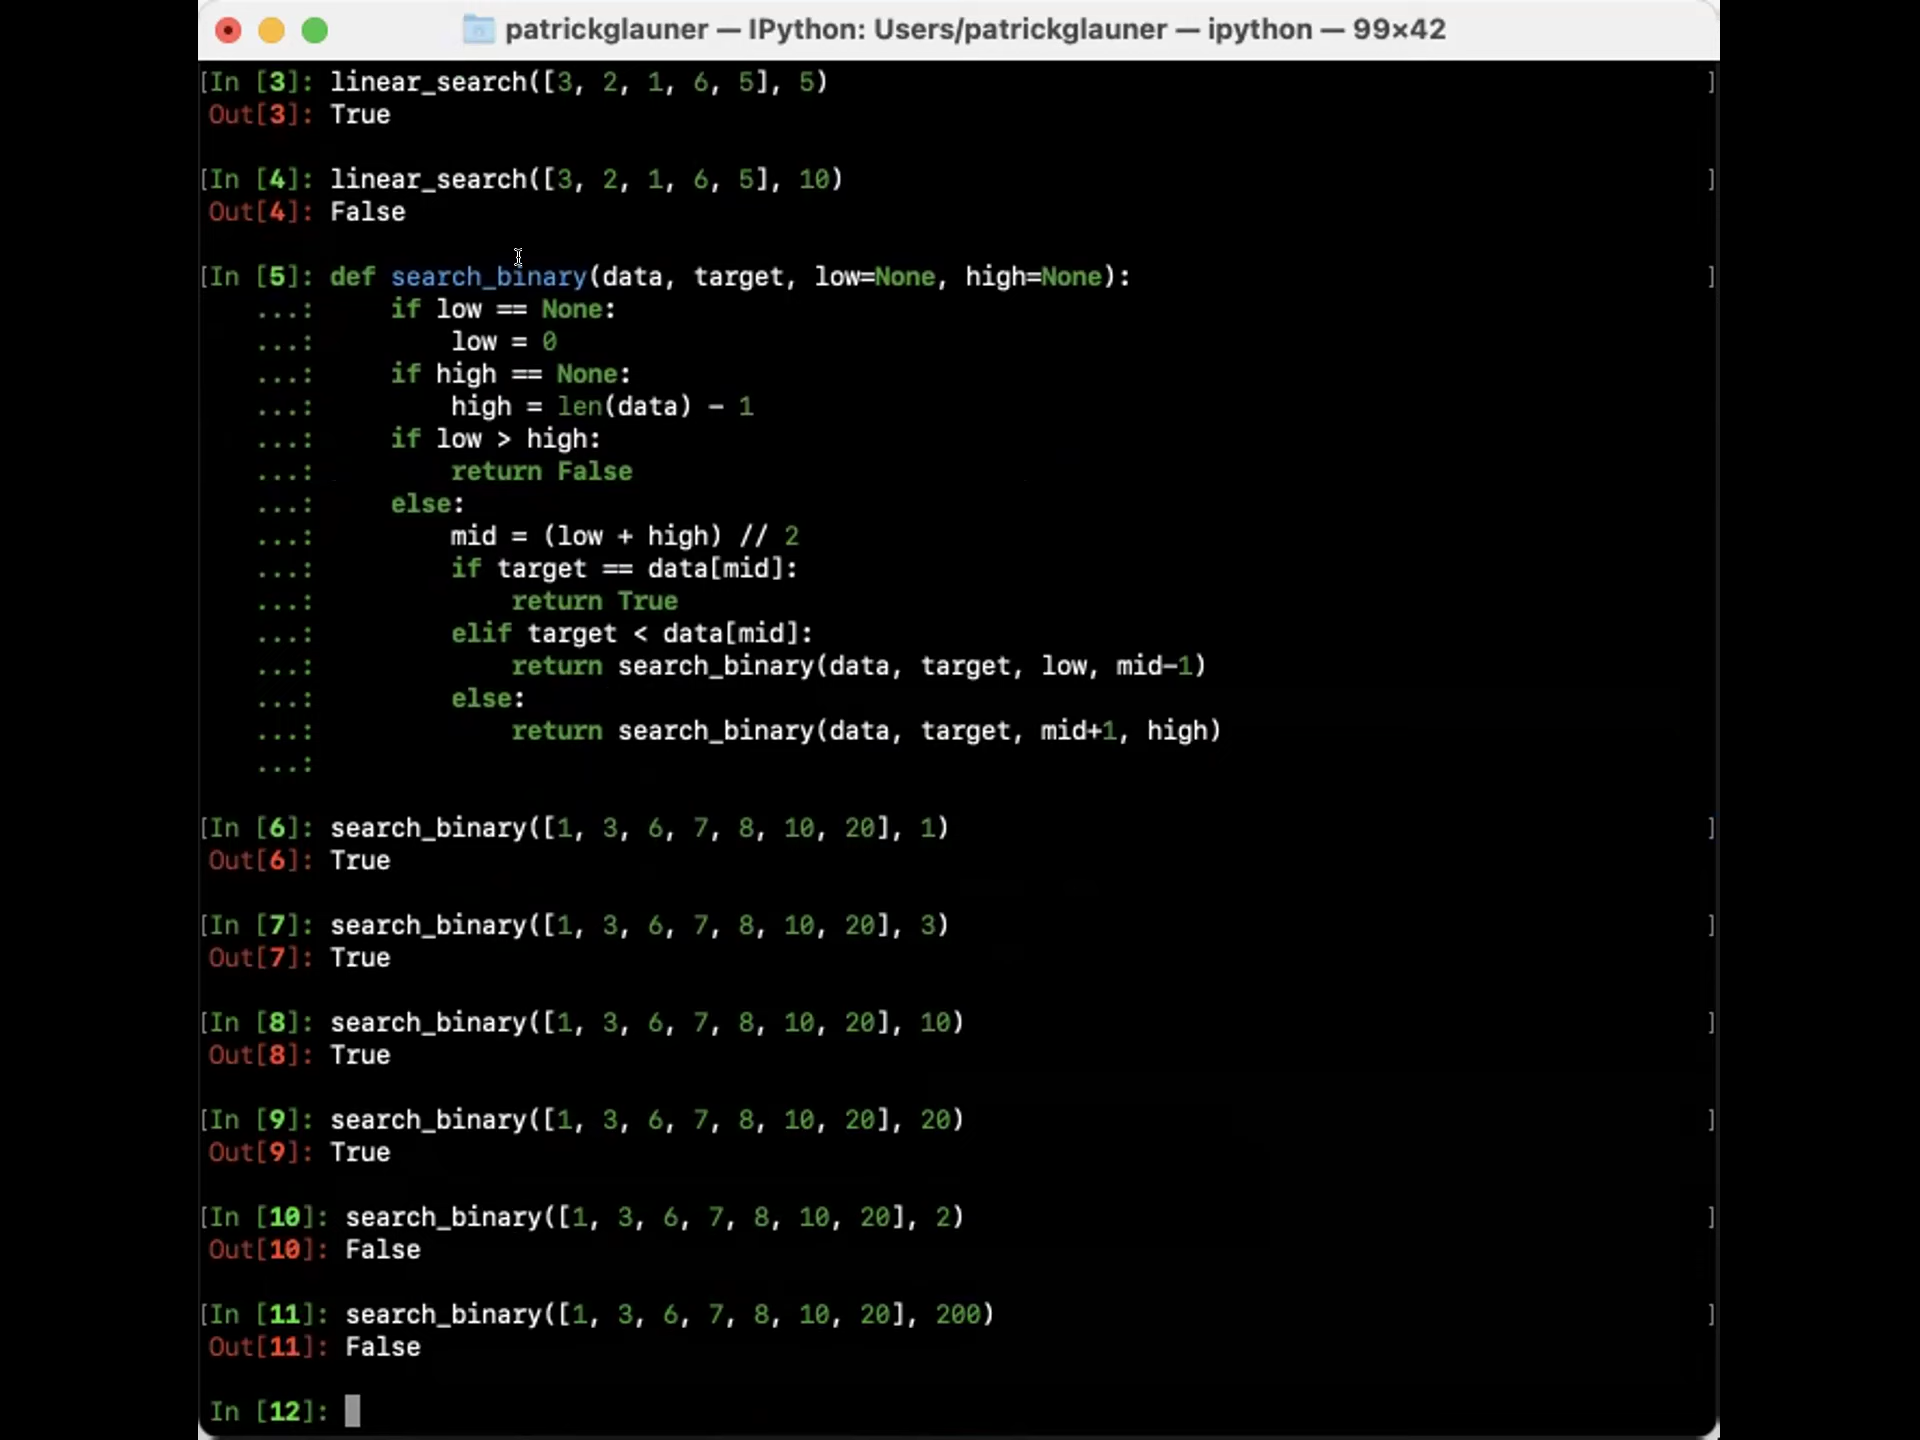 patrickglauner — IPython: Users/patrickglauner — ipython — 99×42
[In [3]: linear_search([3, 2, 1, 6, 5], 5) ]
Out[3]: True
[In [4]: linear_search([3, 2, 1, 6, 5], 10) ]
Out[4]: False
[In [5]: def search_binary(data, target, low=None, high=None): ]
...:     if low == None:
...:         low = 0
...:     if high == None:
...:         high = len(data) - 1
...:     if low > high:
...:         return False
...:     else:
...:         mid = (low + high) // 2
...:         if target == data[mid]:
...:             return True
...:         elif target < data[mid]:
...:             return search_binary(data, target, low, mid-1)
...:         else:
...:             return search_binary(data, target, mid+1, high)
...:
[In [6]: search_binary([1, 3, 6, 7, 8, 10, 20], 1) ]
Out[6]: True
[In [7]: search_binary([1, 3, 6, 7, 8, 10, 20], 3) ]
Out[7]: True
[In [8]: search_binary([1, 3, 6, 7, 8, 10, 20], 10) ]
Out[8]: True
[In [9]: search_binary([1, 3, 6, 7, 8, 10, 20], 20) ]
Out[9]: True
[In [10]: search_binary([1, 3, 6, 7, 8, 10, 20], 2) ]
Out[10]: False
[In [11]: search_binary([1, 3, 6, 7, 8, 10, 20], 200) ]
Out[11]: False
In [12]: